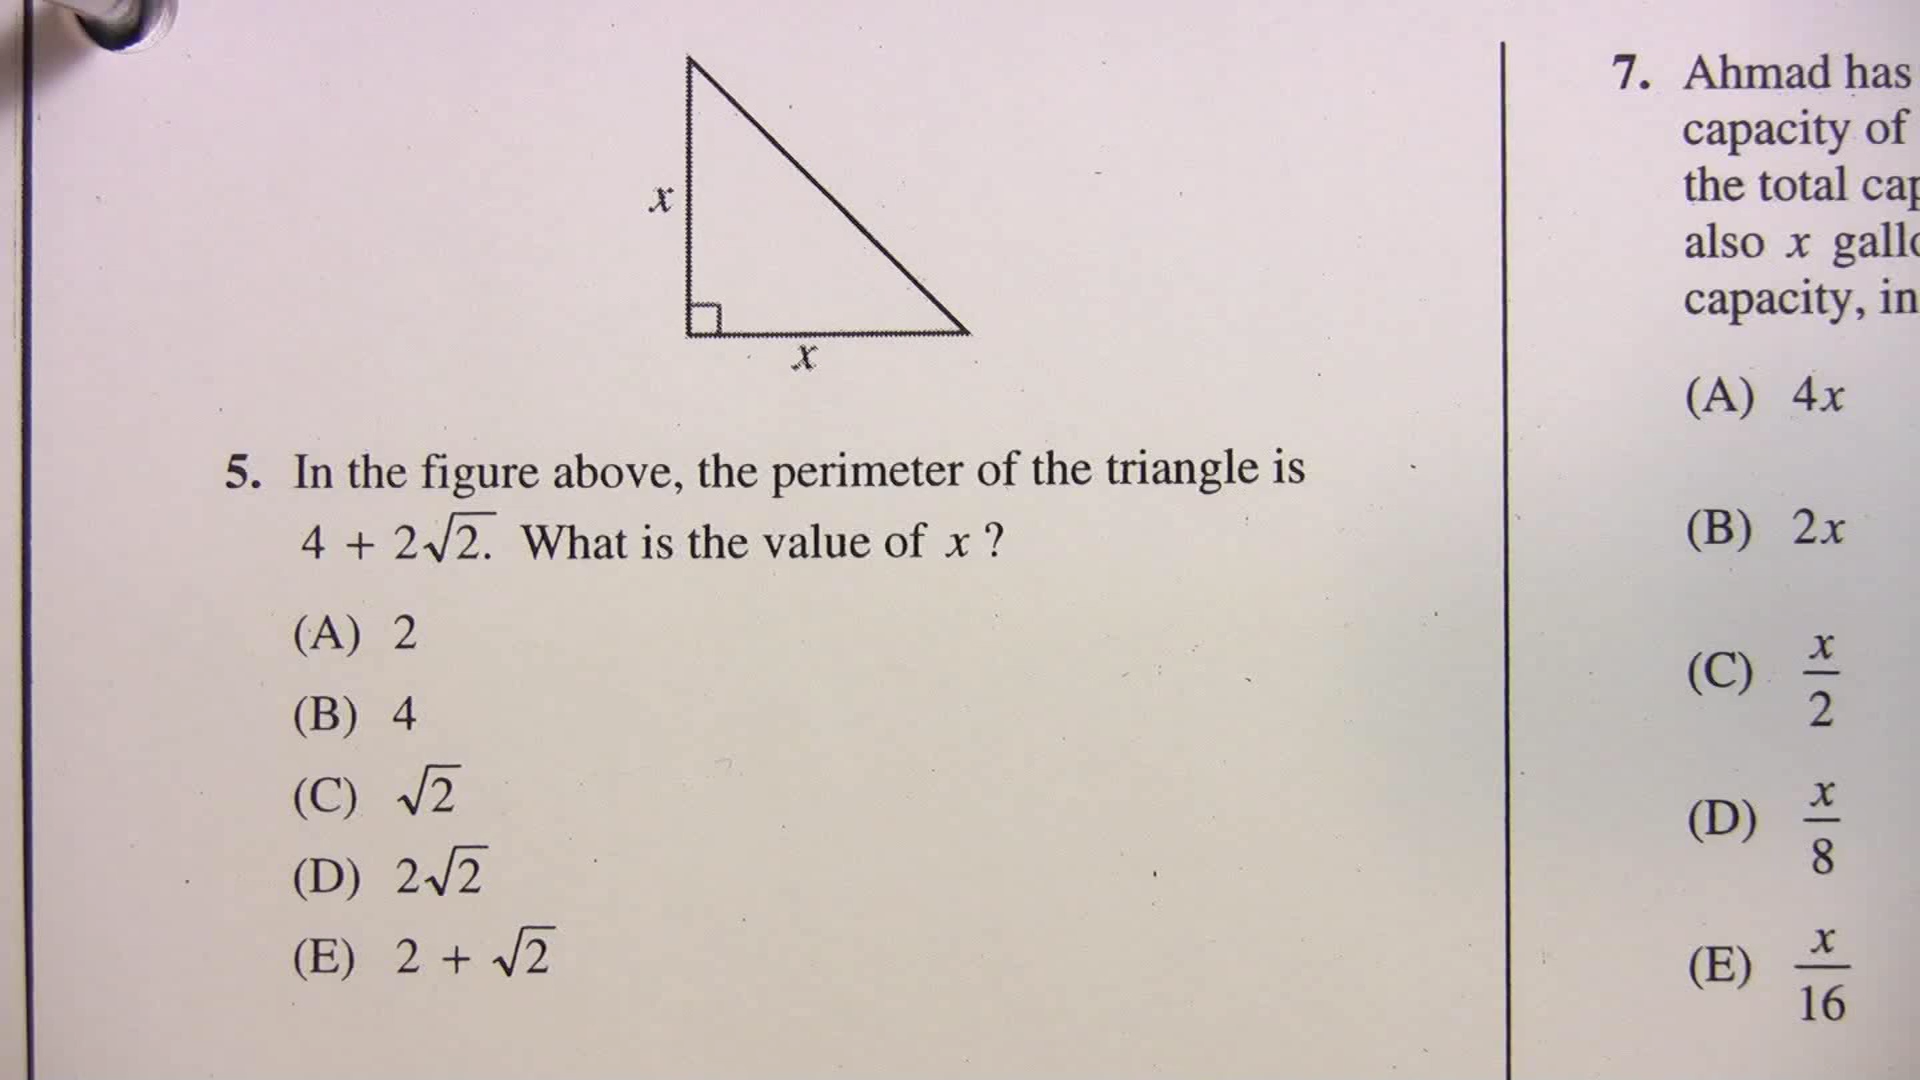 x
x
5. In the figure above, the perimeter of the triangle is
4 + 2√2. What is the value of x ?
(A) 2
(B) 4
(C) √2
(D) 2√2
(E) 2 + √2
7. Ahmad has
capacity of
the total
also x
capacity, in
(A) 4x
(B) 2x
(C) x/2
(D) x/8
(E) x/16